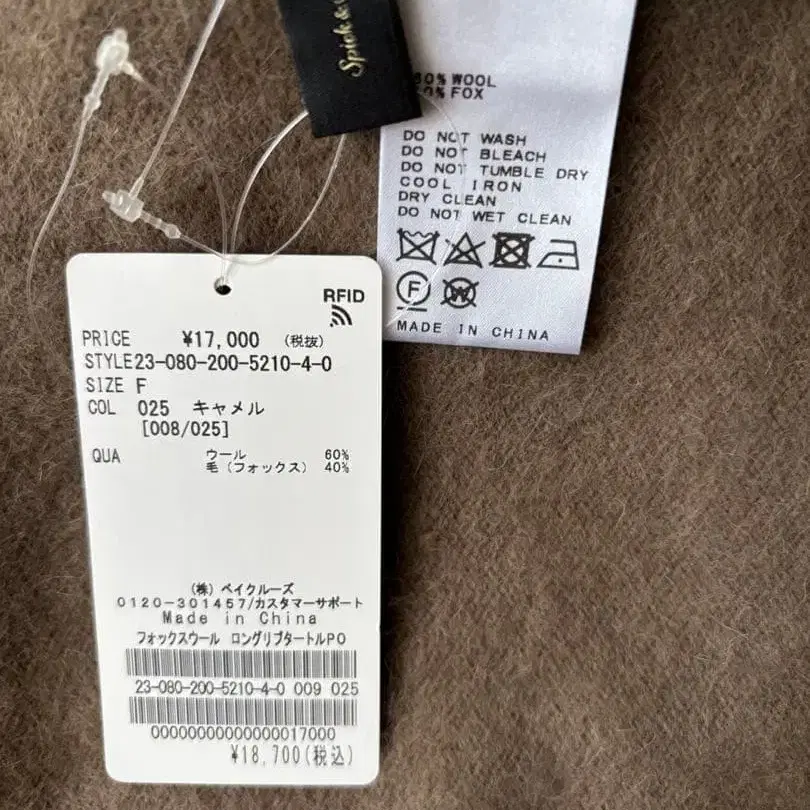 Spick &
60% WOOL
40% FOX
DO NOT WASH
DO NOT BLEACH
DO NOT TUMBLE DRY
COOL IRON
DRY CLEAN
DO NOT WET CLEAN
F
W
MADE IN CHINA
RFID
PRICE ¥17,000 (税抜)
STYLE23-080-200-5210-4-0
SIZE F
COL 025 キャメル
[008/025]
QUA ウール 60%
毛(フォックス) 40%
(株)ベイクルーズ
0120-301457/カスタマーサポート
Made in China
フォックスウール ロングリブタートルPO
23-080-200-5210-4-0 009 025
00000000000000017000
¥18,700(税込)